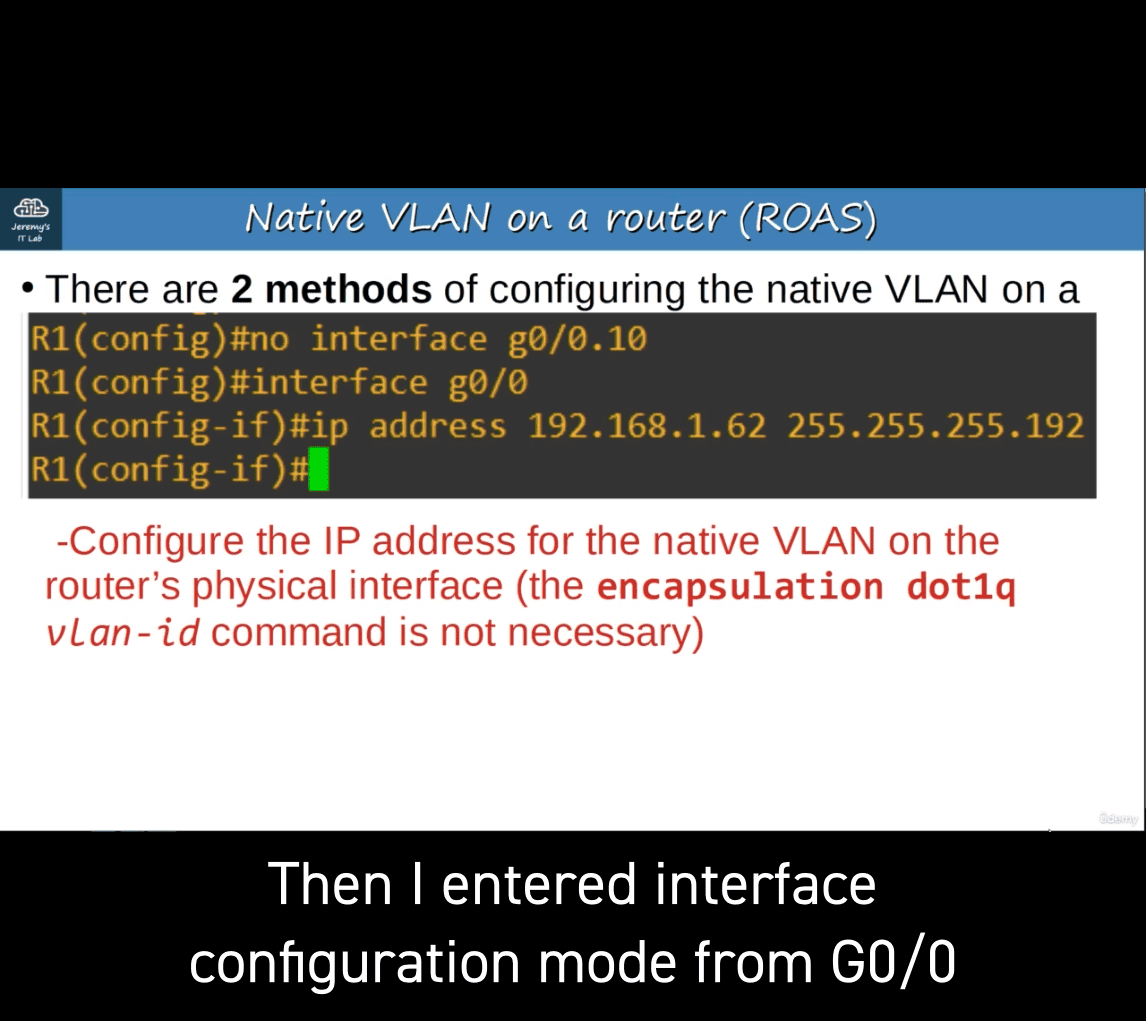 Jeremy's
IT Lab
Native VLAN on a router (ROAS)
• There are 2 methods of configuring the native VLAN on a
R1(config)#no interface g0/0.10
R1(config)#interface g0/0
R1(config-if)#ip address 192.168.1.62 255.255.255.192
R1(config-if)#
-Configure the IP address for the native VLAN on the
router’s physical interface (the encapsulation dot1q
vlan-id command is not necessary)
ûdemy
Then I entered interface
configuration mode from G0/0